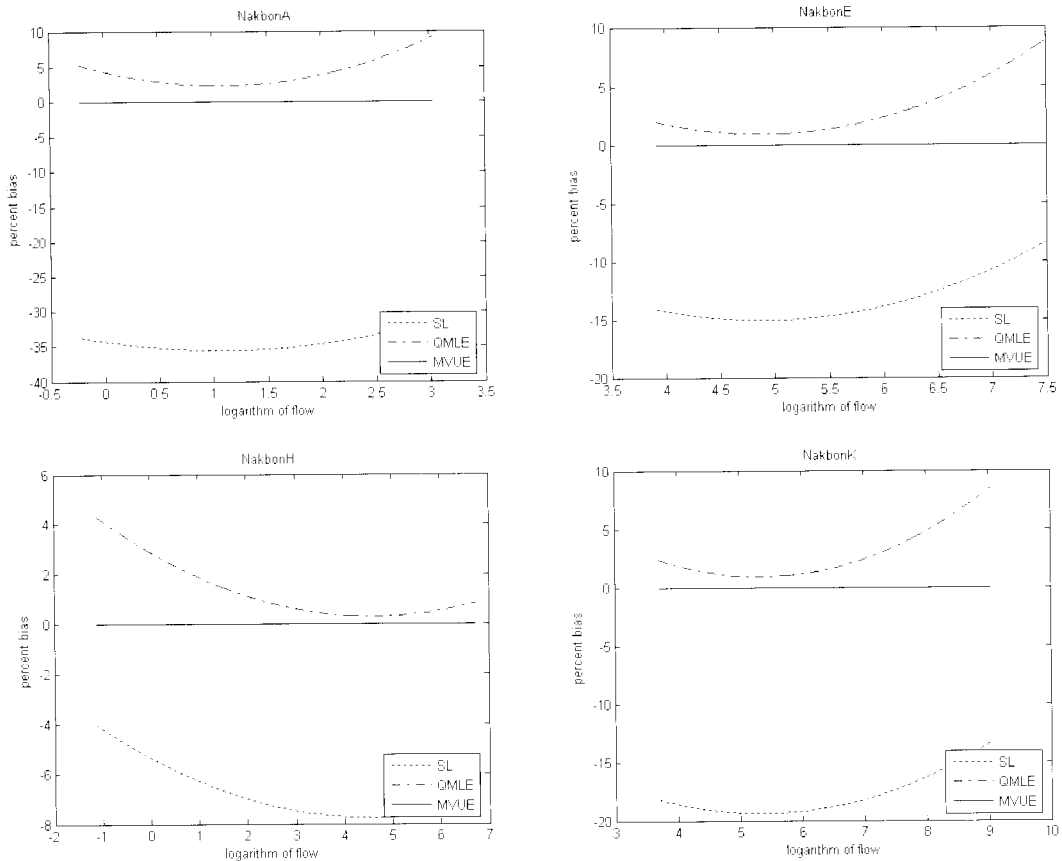 NakbonA
10
5
0
-5
-10
-15
-20
-25
-30
-35
-40
percent bias
-0.5 0 0.5 1 1.5 2 2.5 3 3.5
logarithm of flow
SL
QMLE
MVUE
NakbonE
10
5
0
-5
-10
-15
-20
percent bias
3.5 4 4.5 5 5.5 6 6.5 7 7.5
logarithm of flow
SL
QMLE
MVUE
NakbonH
6
4
2
0
-2
-4
-6
-8
percent bias
-2 -1 0 1 2 3 4 5 6 7
logarithm of flow
SL
QMLE
MVUE
NakbonK
10
5
0
-5
-10
-15
-20
percent bias
3 4 5 6 7 8 9 10
logarithm of flow
SL
QMLE
MVUE